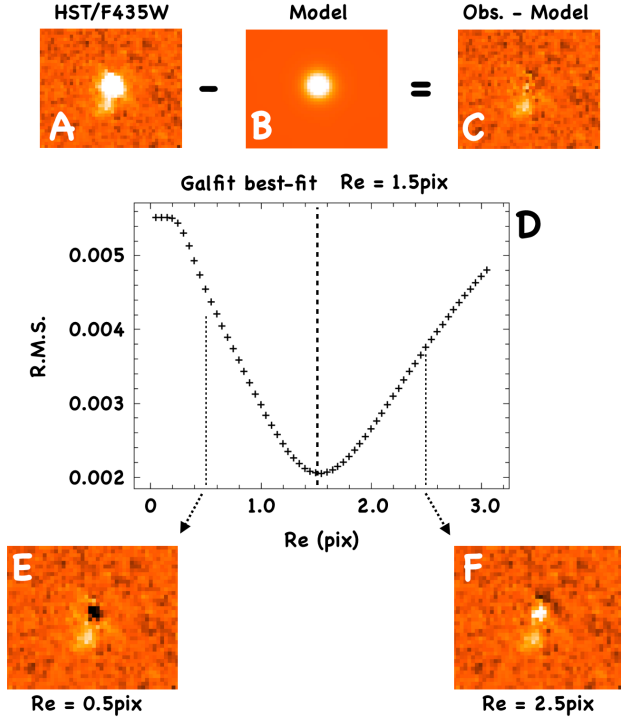 HST/F435W Model Obs. - Model
A - B = C
Galfit best-fit Re = 1.5pix
D
0.005
0.004
0.003
0.002
R.M.S.
0 1.0 2.0 3.0
Re (pix)
E F
Re = 0.5pix Re = 2.5pix